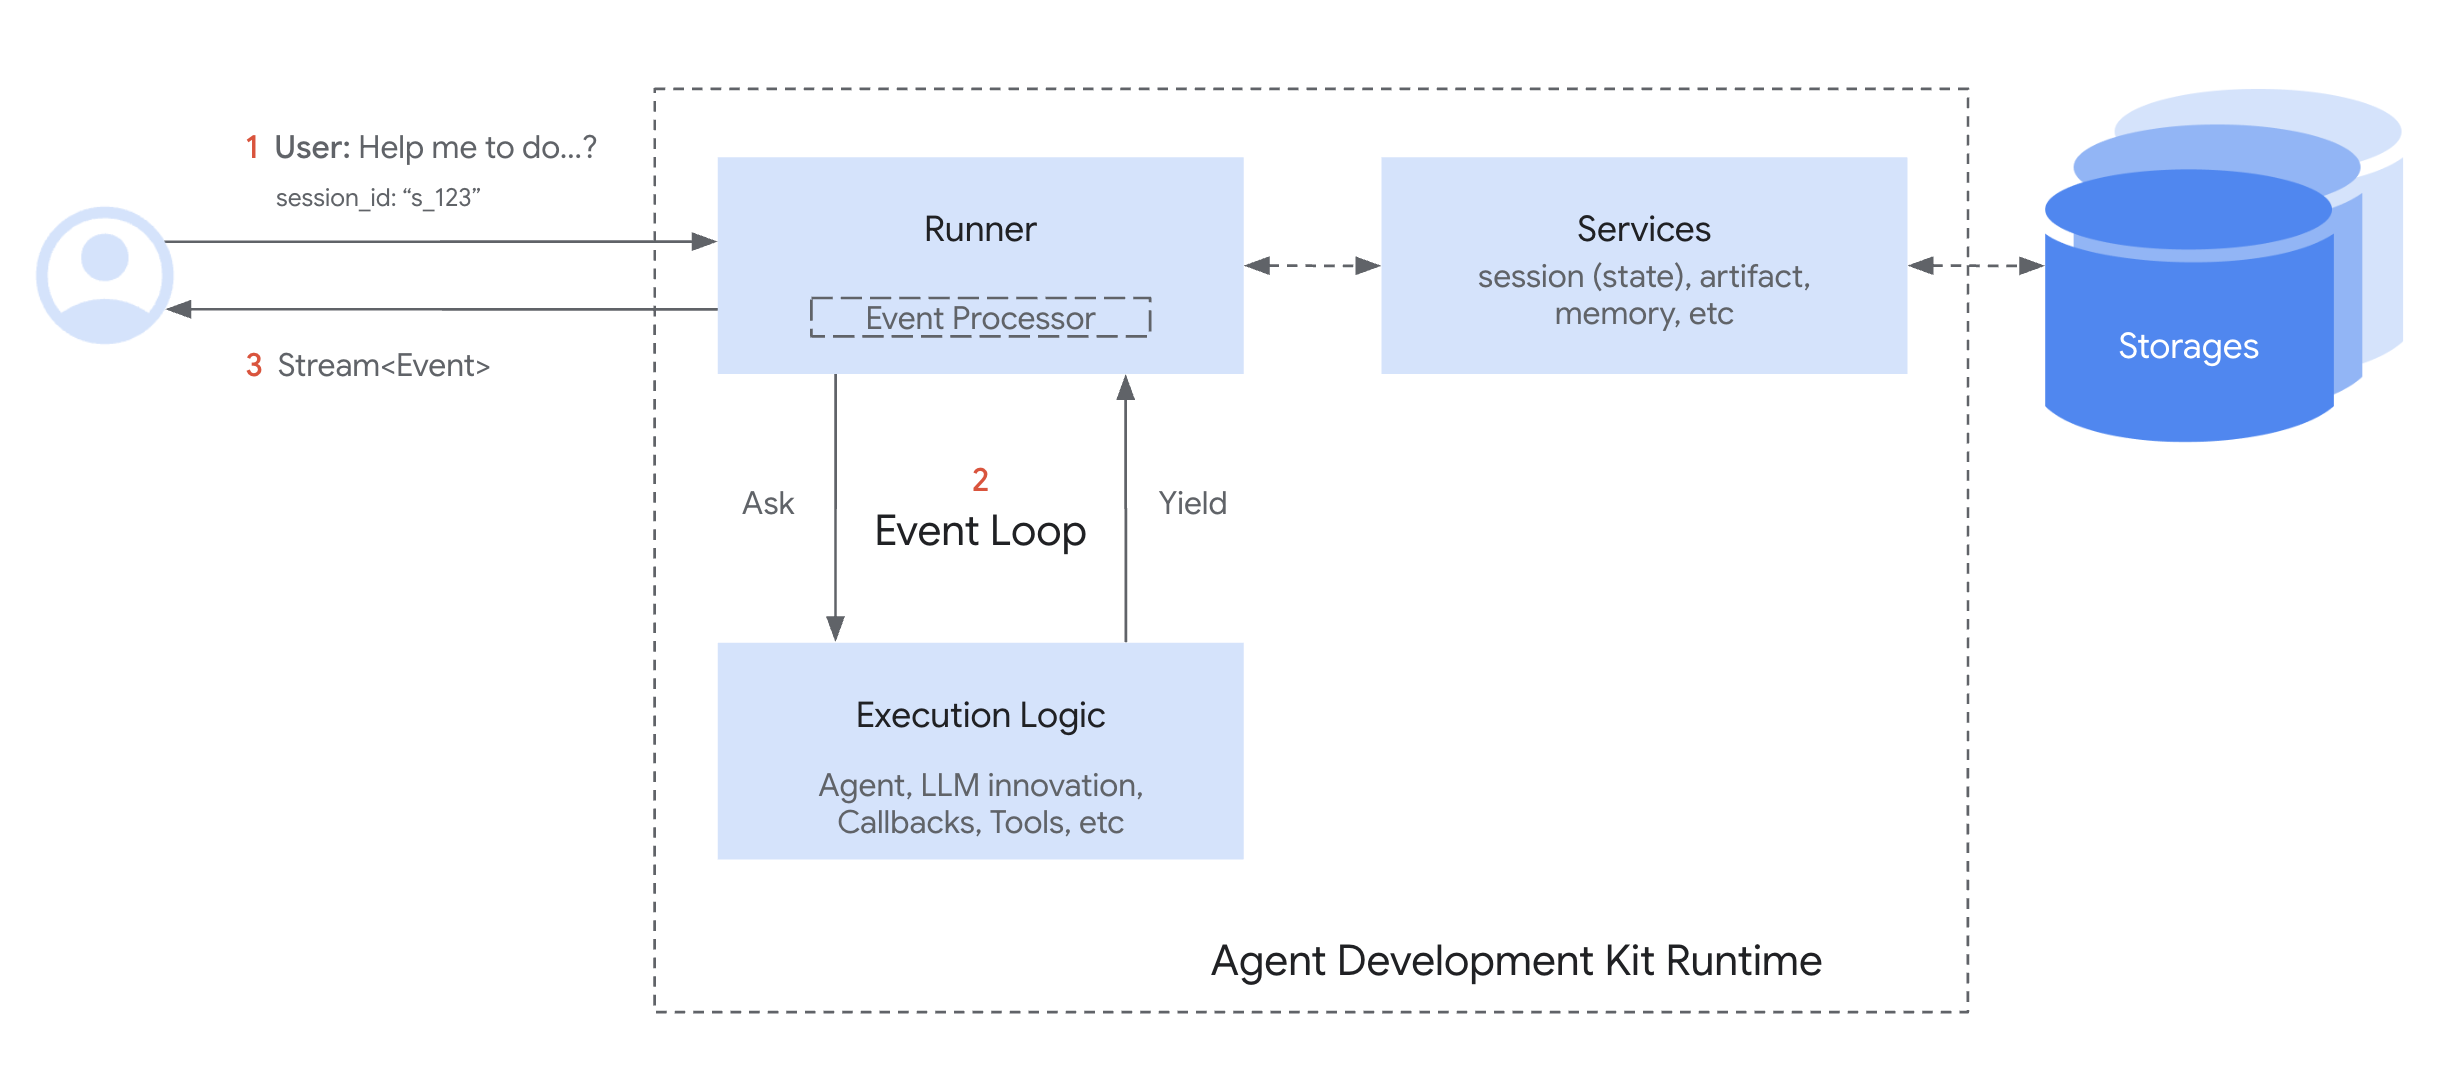 1 User: Help me to do...?
session_id: “s_123”
3 Stream<Event>
Runner
Event Processor
Services
session (state), artifact,
memory, etc
Storages
Ask
2
Event Loop
Yield
Execution Logic
Agent, LLM innovation,
Callbacks, Tools, etc
Agent Development Kit Runtime